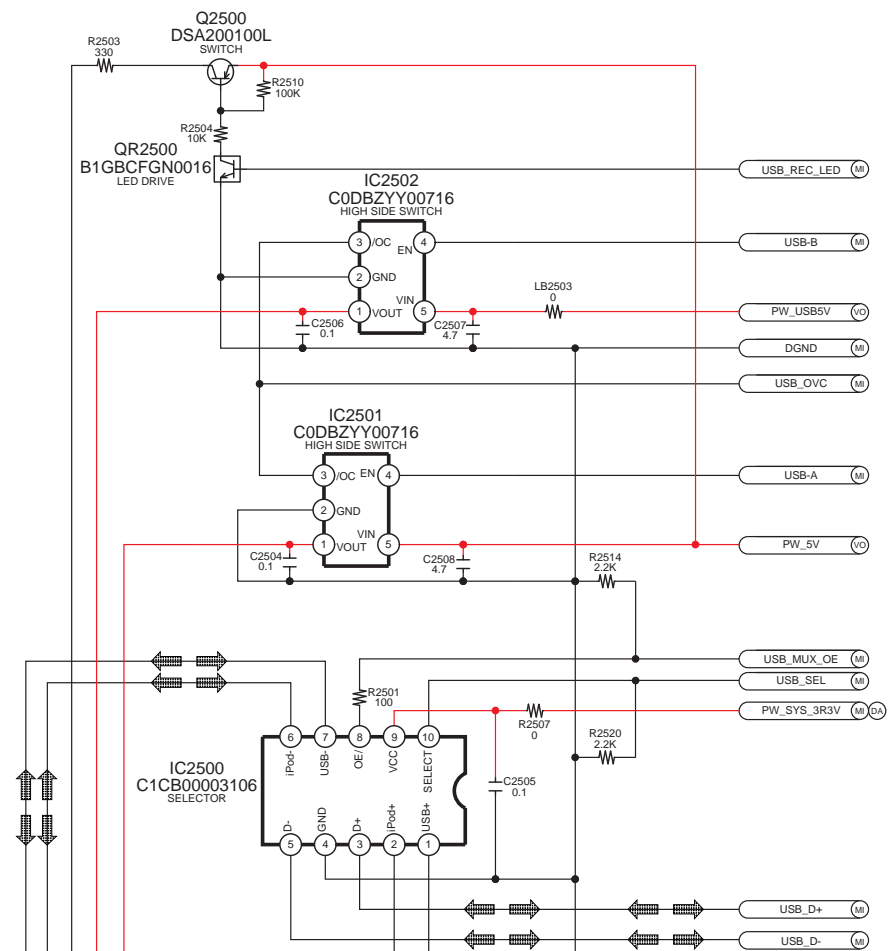 Q2500
DSA200100L
SWITCH
R2503
330
R2510
100K
R2504
10K
QR2500
B1GBCFGN0016
LED DRIVE
USB_REC_LED MI
IC2502
C0DBZYY00716
HIGH SIDE SWITCH
3 /OC EN 4
USB-B MI
2 GND
LB2503
0
1 VOUT VIN 5
PW_USB5V VO
C2506
0.1
C2507
4.7
DGND MI
USB_OVC MI
IC2501
C0DBZYY00716
HIGH SIDE SWITCH
3 /OC EN 4
USB-A MI
2 GND
1 VOUT VIN 5
PW_5V VO
C2504
0.1
C2508
4.7
R2514
2.2K
USB_MUX_OE MI
USB_SEL MI
R2501
100
PW_SYS_3R3V MI DA
R2507
0
R2520
2.2K
6 7 8 9 10
iPod- USB- OE/ VCC SELECT
IC2500
C1CB00003106
SELECTOR
C2505
0.1
D- GND D+ iPod+ USB+
5 4 3 2 1
USB_D+ MI
USB_D- MI